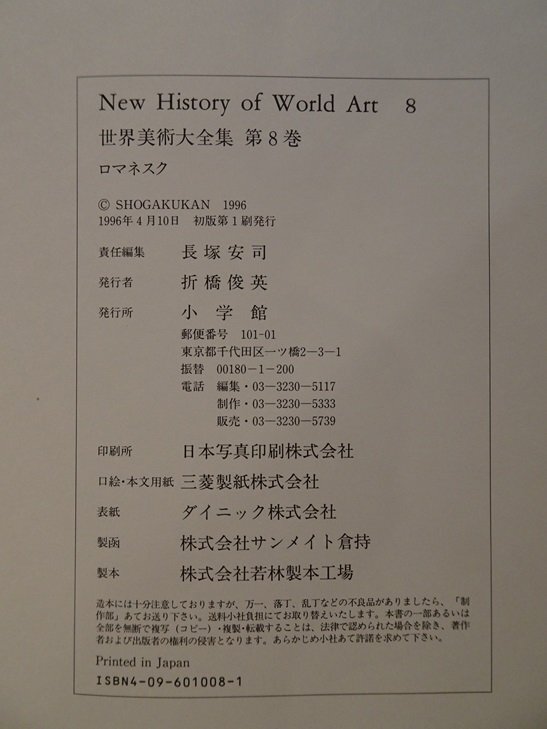 New History of World Art 8
世界美術大全集 第8巻
ロマネスク
© SHOGAKUKAN 1996
1996年4月10日 初版第1刷発行
責任編集 長塚安司
発行者 折橋俊英
発行所 小学館
郵便番号 101-01
東京都千代田区一ツ橋2-3-1
振替 00180-1-200
電話 編集・03-3230-5117
制作・03-3230-5333
販売・03-3230-5739
印刷所 日本写真印刷株式会社
口絵・本文用紙 三菱製紙株式会社
表紙 ダイニック株式会社
製函 株式会社サンメイト倉持
製本 株式会社若林製本工場
造本には十分注意しておりますが、万一、落丁、乱丁などの不良品がありましたら、「制
作部」あてお送り下さい。送料小社負担にてお取り替えいたします。本書の一部あるいは
全部を無断で複写（コピー）・複製・転載することは、法律で認められた場合を除き、著作
者および出版者の権利の侵害となります。あらかじめ小社あて許諾を求めて下さい。
Printed in Japan
ISBN4-09-601008-1